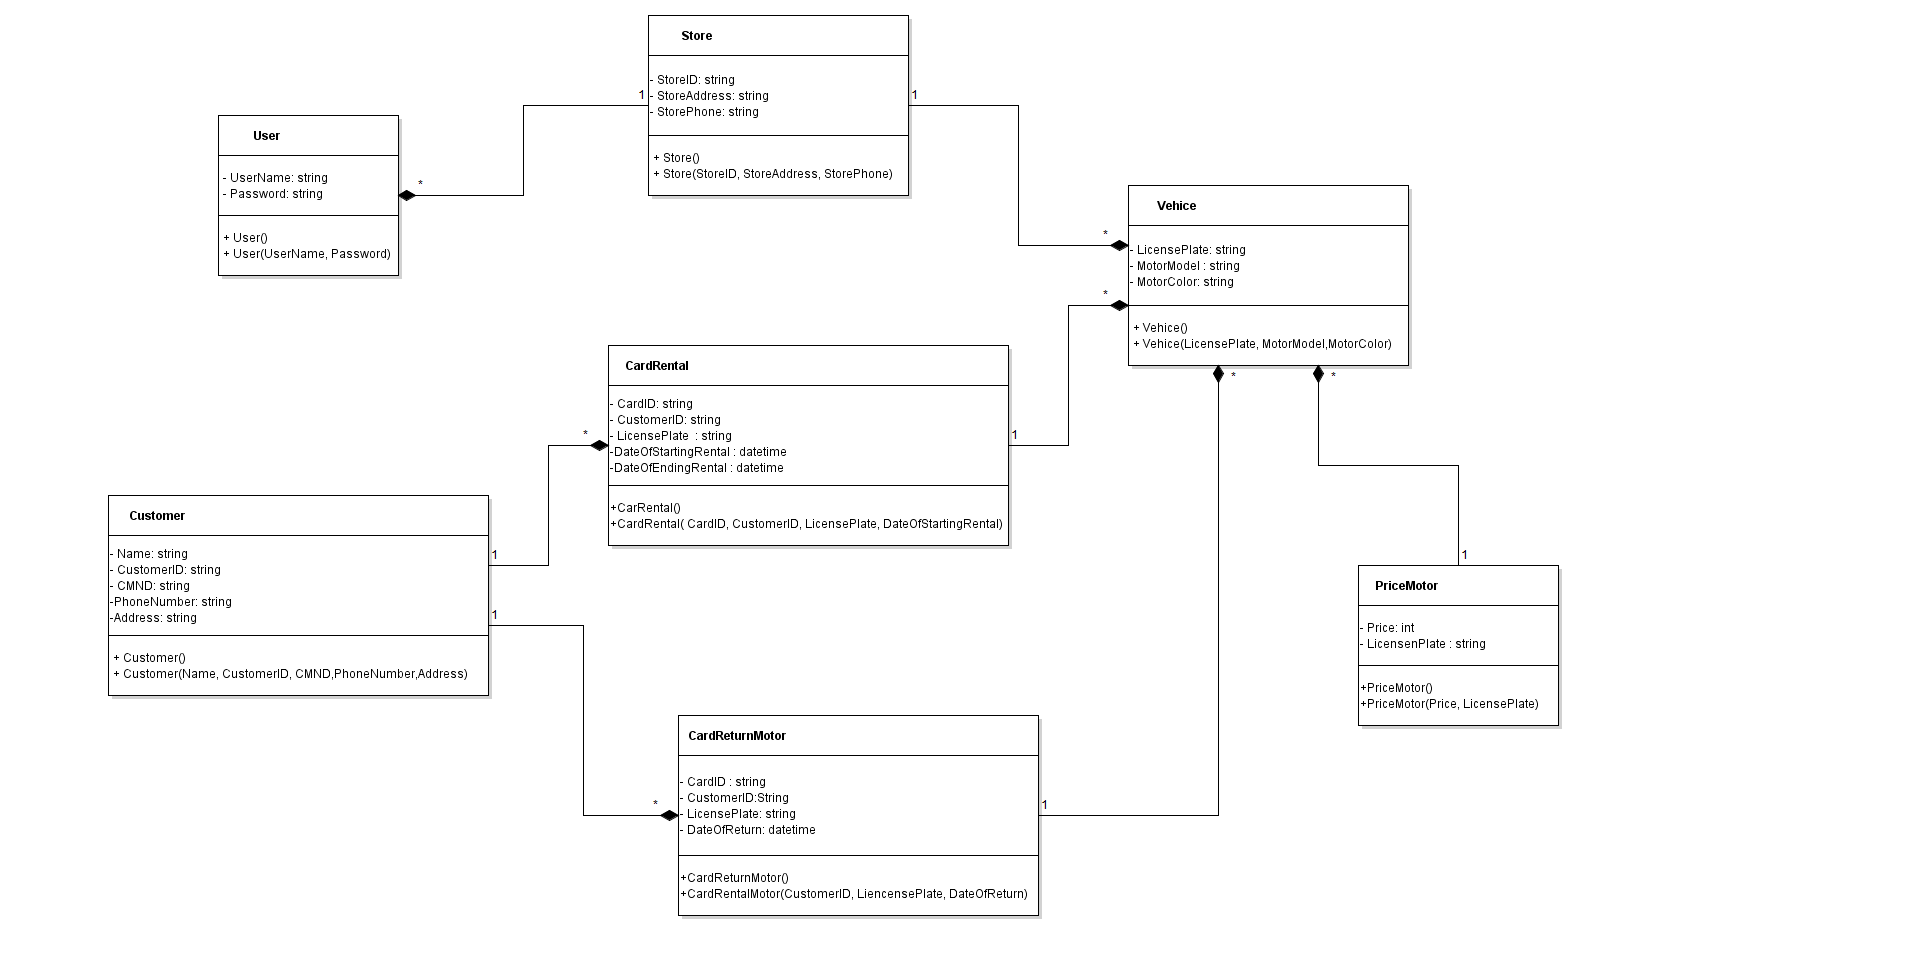 Store
- StoreID: string
- StoreAddress: string
- StorePhone: string
+ Store()
+ Store(StoreID, StoreAddress, StorePhone)
1
1
User
- UserName: string
- Password: string
+ User()
+ User(UserName, Password)
*
Vehice
- LicensePlate: string
- MotorModel : string
- MotorColor: string
+ Vehice()
+ Vehice(LicensePlate, MotorModel,MotorColor)
*
*
*
*
CardRental
- CardID: string
- CustomerID: string
- LicensePlate : string
-DateOfStartingRental : datetime
-DateOfEndingRental : datetime
+CarRental()
+CardRental( CardID, CustomerID, LicensePlate, DateOfStartingRental)
*
1
Customer
- Name: string
- CustomerID: string
- CMND: string
-PhoneNumber: string
-Address: string
+ Customer()
+ Customer(Name, CustomerID, CMND,PhoneNumber,Address)
1
1
1
PriceMotor
- Price: int
- LicensenPlate : string
+PriceMotor()
+PriceMotor(Price, LicensePlate)
CardReturnMotor
- CardID : string
- CustomerID:String
- LicensePlate: string
- DateOfReturn: datetime
+CardReturnMotor()
+CardRentalMotor(CustomerID, LiencensePlate, DateOfReturn)
*
1